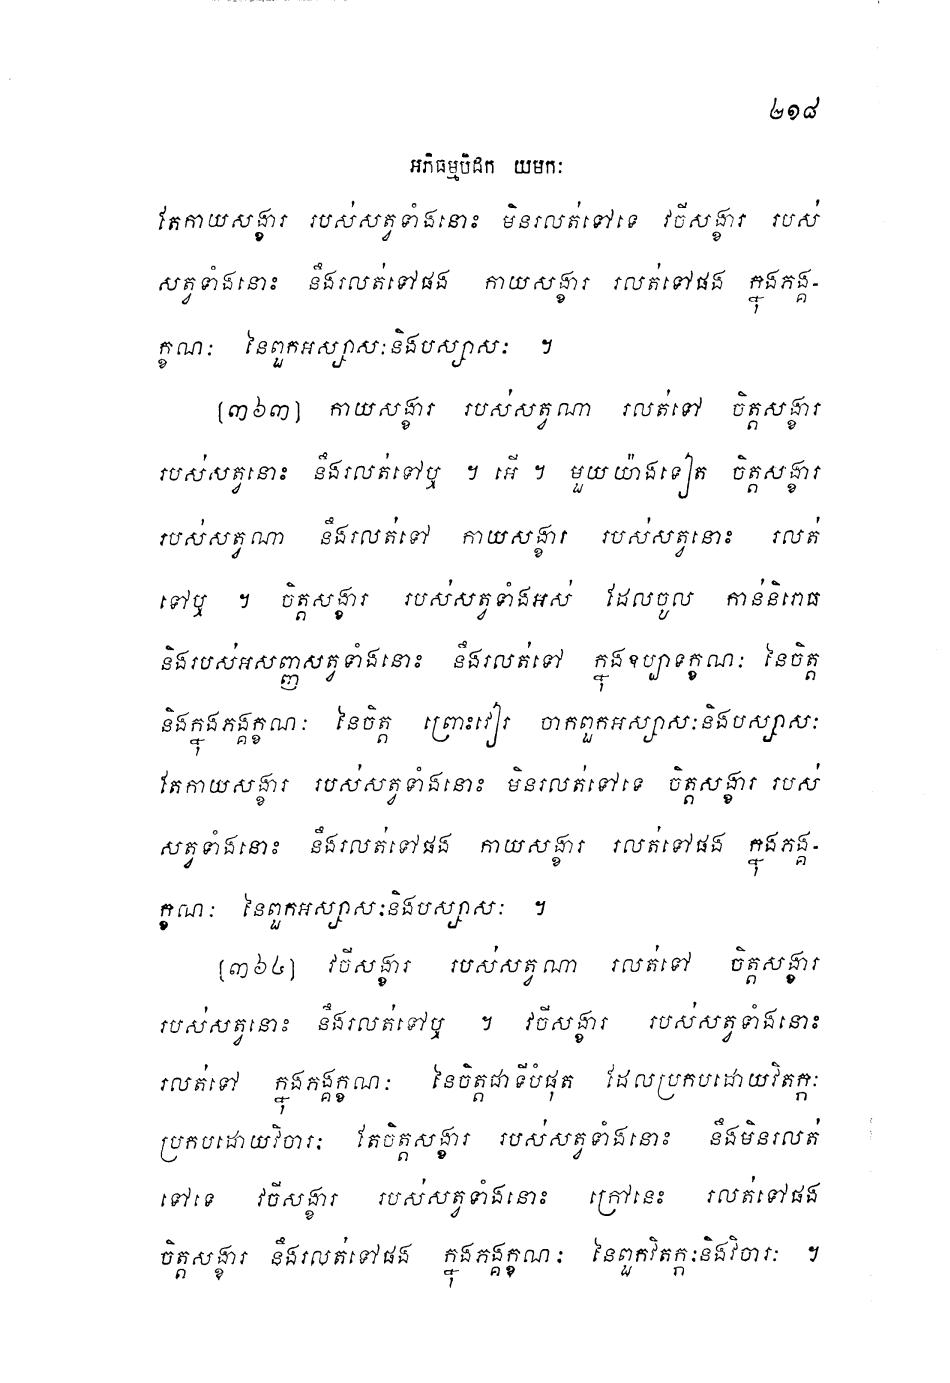 ២១៨
អភិធម្មបិដក យមកៈ
តែកាយសង្ខារ របស់សត្វទាំងនោះ មិនរលត់ទៅទេ វចីសង្ខារ របស់
សត្វទាំងនោះ នឹងរលត់ទៅផង កាយសង្ខារ រលត់ទៅផង ក្នុងភង្គ-
ក្ខណៈ នៃពួកអស្សាសៈនិងបស្សាសៈ ។
[៣៦៣] កាយសង្ខារ របស់សត្វណា រលត់ទៅ ចិត្តសង្ខារ
របស់សត្វនោះ នឹងរលត់ទៅឬ ។ អើ ។ មួយយ៉ាងទៀត ចិត្តសង្ខារ
របស់សត្វណា នឹងរលត់ទៅ កាយសង្ខារ របស់សត្វនោះ រលត់
ទៅឬ ។ ចិត្តសង្ខារ របស់សត្វទាំងអស់ ដែលចូល កាន់និរោធ
និងរបស់អសញ្ញសត្វទាំងនោះ នឹងរលត់ទៅ ក្នុងឧប្បាទក្ខណៈ នៃចិត្ត
និងក្នុងភង្គក្ខណៈ នៃចិត្ត ព្រោះវៀរ ចាកពួកអស្សាសៈនិងបស្សាសៈ
តែកាយសង្ខារ របស់សត្វទាំងនោះ មិនរលត់ទៅទេ ចិត្តសង្ខារ របស់
សត្វទាំងនោះ នឹងរលត់ទៅផង កាយសង្ខារ រលត់ទៅផង ក្នុងភង្គ-
ក្ខណៈ នៃពួកអស្សាសៈនិងបស្សាសៈ ។
[៣៦៤] វចីសង្ខារ របស់សត្វណា រលត់ទៅ ចិត្តសង្ខារ
របស់សត្វនោះ នឹងរលត់ទៅឬ ។ វចីសង្ខារ របស់សត្វទាំងនោះ
រលត់ទៅ ក្នុងភង្គក្ខណៈ នៃចិត្តជាទីបំផុត ដែលប្រកបដោយវិតក្កៈ
ប្រកបដោយវិចារៈ តែចិត្តសង្ខារ របស់សត្វទាំងនោះ នឹងមិនរលត់
ទៅទេ វចីសង្ខារ របស់សត្វទាំងនោះ ក្រៅនេះ រលត់ទៅផង
ចិត្តសង្ខារ នឹងរលត់ទៅផង ក្នុងភង្គក្ខណៈ នៃពួកវិតក្កៈនិងវិចារៈ ។